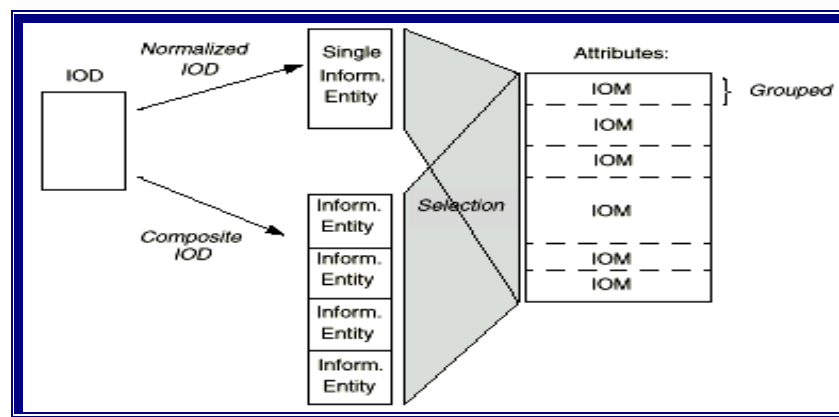 IOD
Normalized
IOD
Composite
IOD
Single
Inform.
Entity
Inform.
Entity
Inform.
Entity
Inform.
Entity
Inform.
Entity
Selection
Attributes:
IOM
IOM
IOM
IOM
IOM
IOM
Grouped